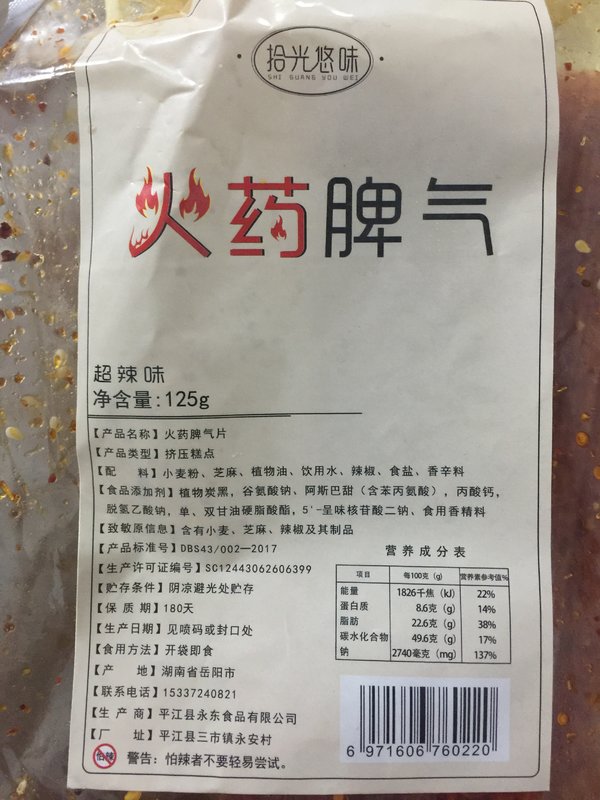 拾光悠味
SHI GUANG YOU WEI
火药脾气
超辣味
净含量:125g
【产品名称】火药脾气片
【产品类型】挤压糕点
【配 料】小麦粉、芝麻、植物油、饮用水、辣椒、食盐、香辛料
【食品添加剂】植物炭黑，谷氨酸钠、阿斯巴甜（含苯丙氨酸），丙酸钙，
脱氢乙酸钠，单、双甘油硬脂酸酯，5'-呈味核苷酸二钠、食用香精料
【致敏原信息】含有小麦、芝麻、辣椒及其制品
【产品标准号】DBS43/002—2017
【生产许可证编号】SC12443062606399
【贮存条件】阴凉避光处贮存
【保 质 期】180天
【生产日期】见喷码或封口处
【食用方法】开袋即食
【产 地】湖南省岳阳市
【联系电话】15337240821
【生 产 商】平江县永东食品有限公司
【厂 址】平江县三市镇永安村
怕辣 警告：怕辣者不要轻易尝试。
营养成分表
项目 每100克（g） 营养素参考值%
能量 1826千焦（kJ） 22%
蛋白质 8.6克（g） 14%
脂肪 22.6克（g） 38%
碳水化合物 49.6克（g） 17%
钠 2740毫克（mg） 137%
6 971606 760220